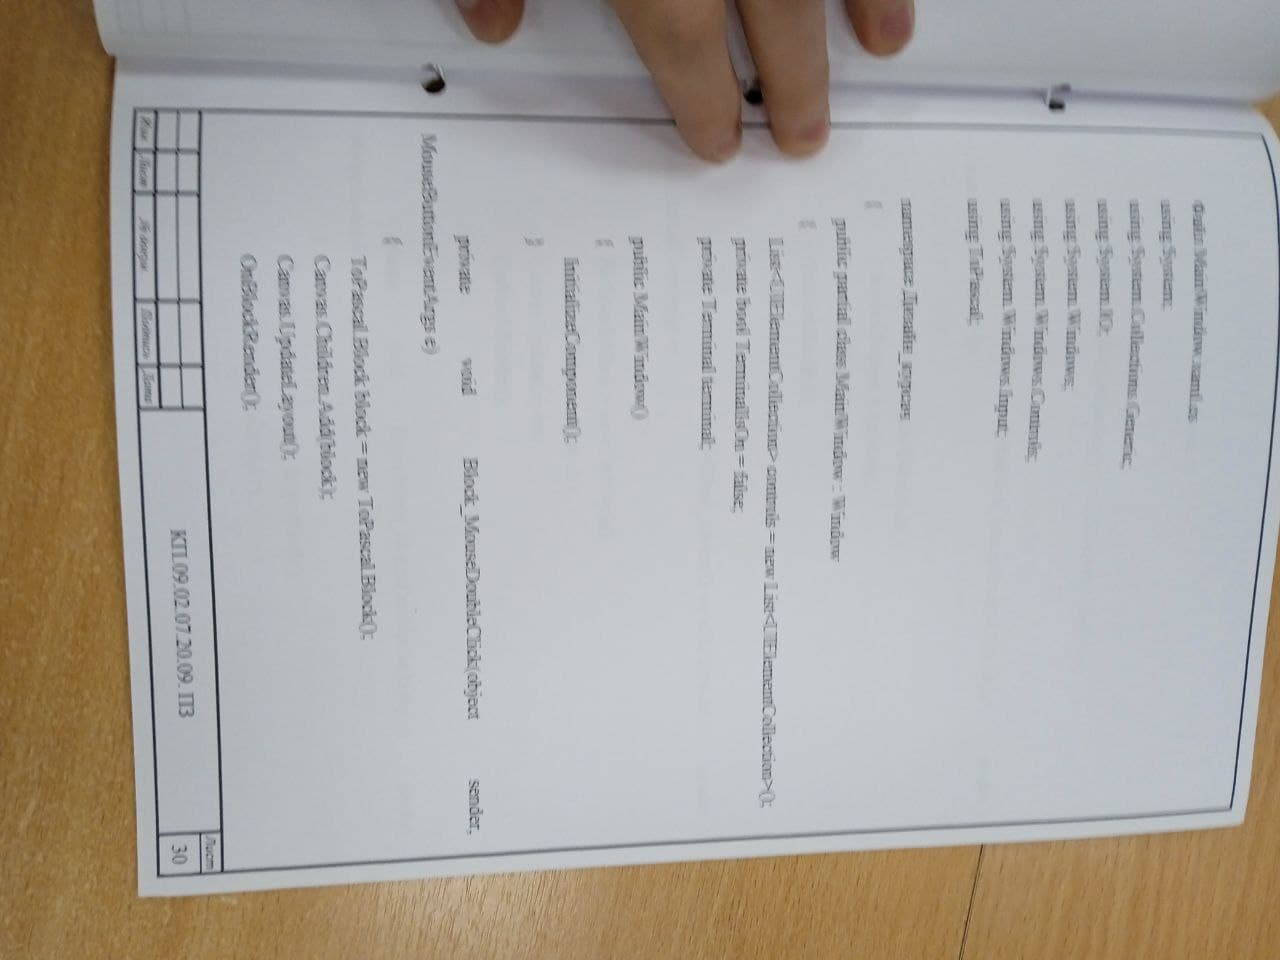 Файл MainWindow.xaml.cs
using System;
using System.Collections.Generic;
using System.IO;
using System.Windows;
using System.Windows.Controls;
using System.Windows.Input;
using ToPascal;
namespace
{
public partial class MainWindow : Window
{
List<UIElementCollection> controls = new List<UIElementCollection>();
private bool TerminalIsOn = false;
private Terminal terminal;
public MainWindow()
{
InitializeComponent();
}
private void Block_MouseDoubleClick(object sender,
MouseButtonEventArgs e)
{
ToPascal.Block block = new ToPascal.Block();
Canvas.Children.Add(block);
Canvas.UpdateLayout();
OnBlockRender();
Изм Лист № докум Подпись Дата
КП.09.02.07.20.09. ПЗ
Лист
30